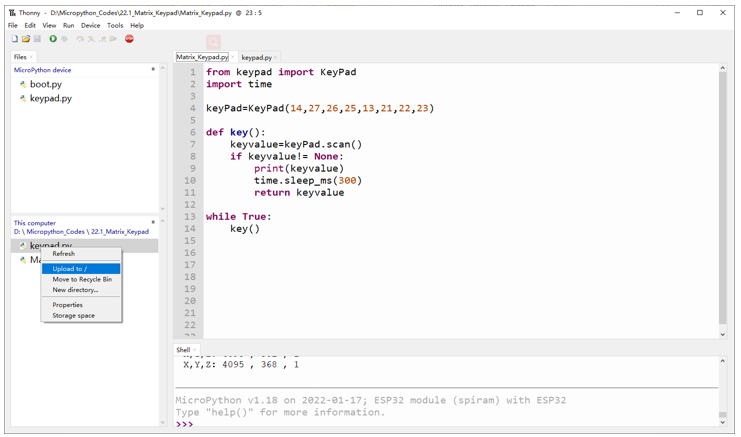 Thonny - D:\Micropython_Codes\22.1_Matrix_Keypad\Matrix_Keypad.py @ 23 : 5
File Edit View Run Device Tools Help
Files
MicroPython device
boot.py
keypad.py
This computer
D: \ Micropython_Codes \ 22.1_Matrix_Keypad
keypad.py
Refresh
Upload to /
Move to Recycle Bin
New directory...
Properties
Storage space
Matrix_Keypad.py keypad.py
1 from keypad import KeyPad
2 import time
3
4 keyPad=KeyPad(14,27,26,25,13,21,22,23)
5
6 def key():
7 keyvalue=keyPad.scan()
8 if keyvalue!= None:
9 print(keyvalue)
10 time.sleep_ms(300)
11 return keyvalue
12
13 while True:
14 key()
15
16
17
18
19
20
21
22
Shell
X,Y,Z: 4095 , 368 , 1
MicroPython v1.18 on 2022-01-17; ESP32 module (spiram) with ESP32
Type "help()" for more information.
>>>